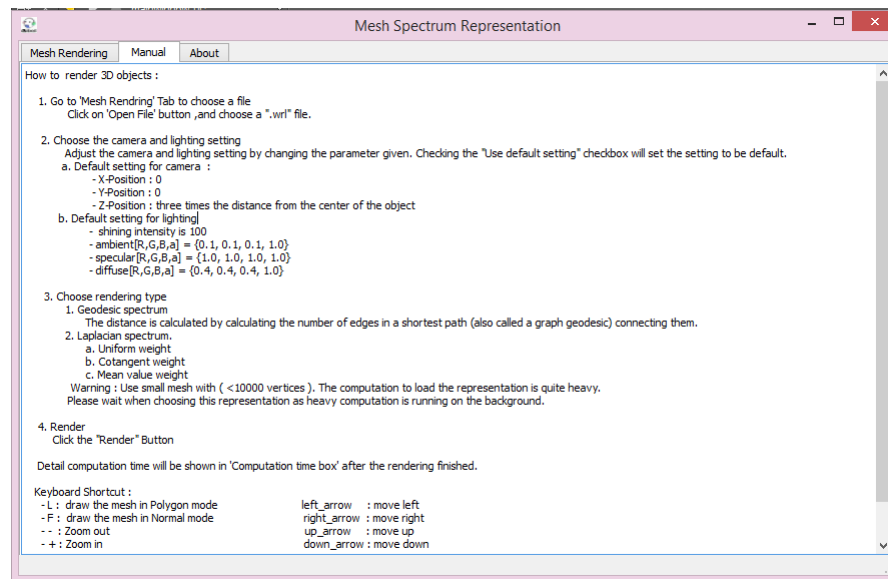 Mesh Spectrum Representation
Mesh Rendering Manual About
How to render 3D objects :
1. Go to 'Mesh Rendring' Tab to choose a file
Click on 'Open File' button ,and choose a ".wrl" file.
2. Choose the camera and lighting setting
Adjust the camera and lighting setting by changing the parameter given. Checking the "Use default setting" checkbox will set the setting to be default.
a. Default setting for camera :
- X-Position : 0
- Y-Position : 0
- Z-Position : three times the distance from the center of the object
b. Default setting for lighting
- shining intensity is 100
- ambient[R,G,B,a] = {0.1, 0.1, 0.1, 1.0}
- specular[R,G,B,a] = {1.0, 1.0, 1.0, 1.0}
- diffuse[R,G,B,a] = {0.4, 0.4, 0.4, 1.0}
3. Choose rendering type
1. Geodesic spectrum
The distance is calculated by calculating the number of edges in a shortest path (also called a graph geodesic) connecting them.
2. Laplacian spectrum.
a. Uniform weight
b. Cotangent weight
c. Mean value weight
Warning : Use small mesh with ( <10000 vertices ). The computation to load the representation is quite heavy.
Please wait when choosing this representation as heavy computation is running on the background.
4. Render
Click the "Render" Button
Detail computation time will be shown in 'Computation time box' after the rendering finished.
Keyboard Shortcut :
- L : draw the mesh in Polygon mode left_arrow : move left
- F : draw the mesh in Normal mode right_arrow : move right
- - : Zoom out up_arrow : move up
- + : Zoom in down_arrow : move down